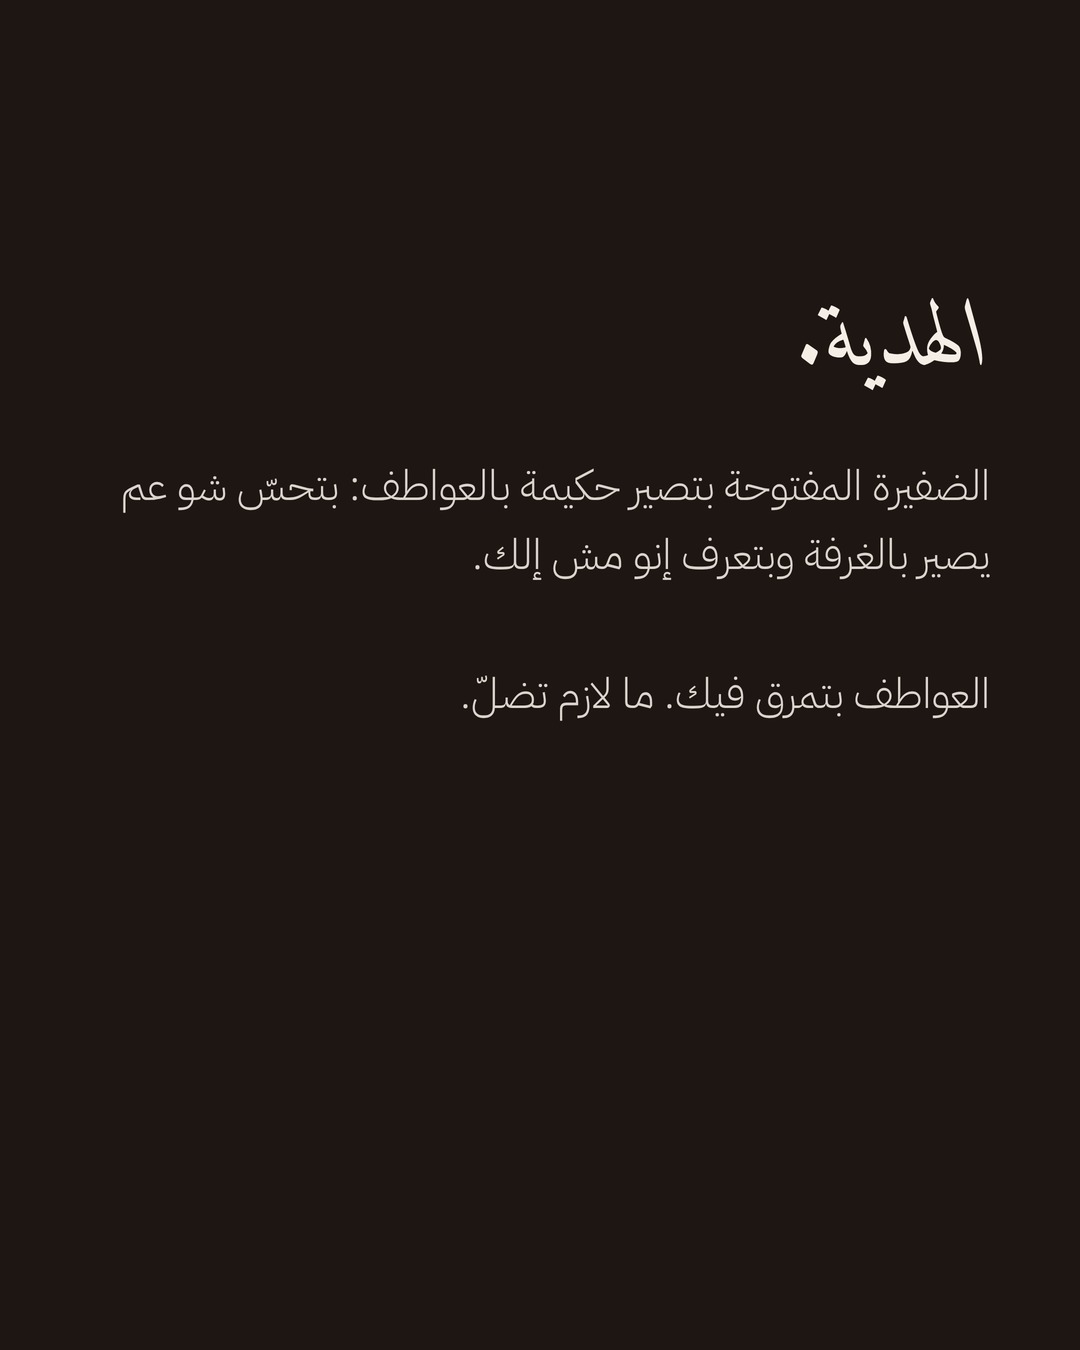 الهدية.
الضفيرة المفتوحة بتصير حكيمة بالعواطف: بتحسّ شو عم
يصير بالغرفة وبتعرف إنو مش إلك.
العواطف بتمرق فيك. ما لازم تضلّ.